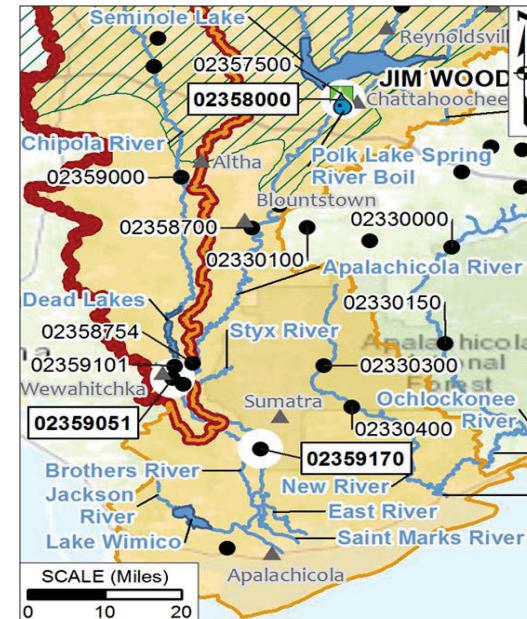 Seminole Lake
Reynoldsvill
02357500
JIM WOOD
02358000
Chattahoochee
Chipola River
Altha
Polk Lake Spring
River Boil
02359000
Blountstown
02358700
02330000
02330100
Apalachicola River
Dead Lakes
02330150
02358754
Styx River
Apalachicola
02359101
02330300
National
Forest
Wewahitchka
Sumatra
Ochlockonee
River
02359051
02330400
02359170
Brothers River
New River
Jackson
River
East River
Lake Wimico
Saint Marks River
SCALE (Miles)
Apalachicola
0 10 20